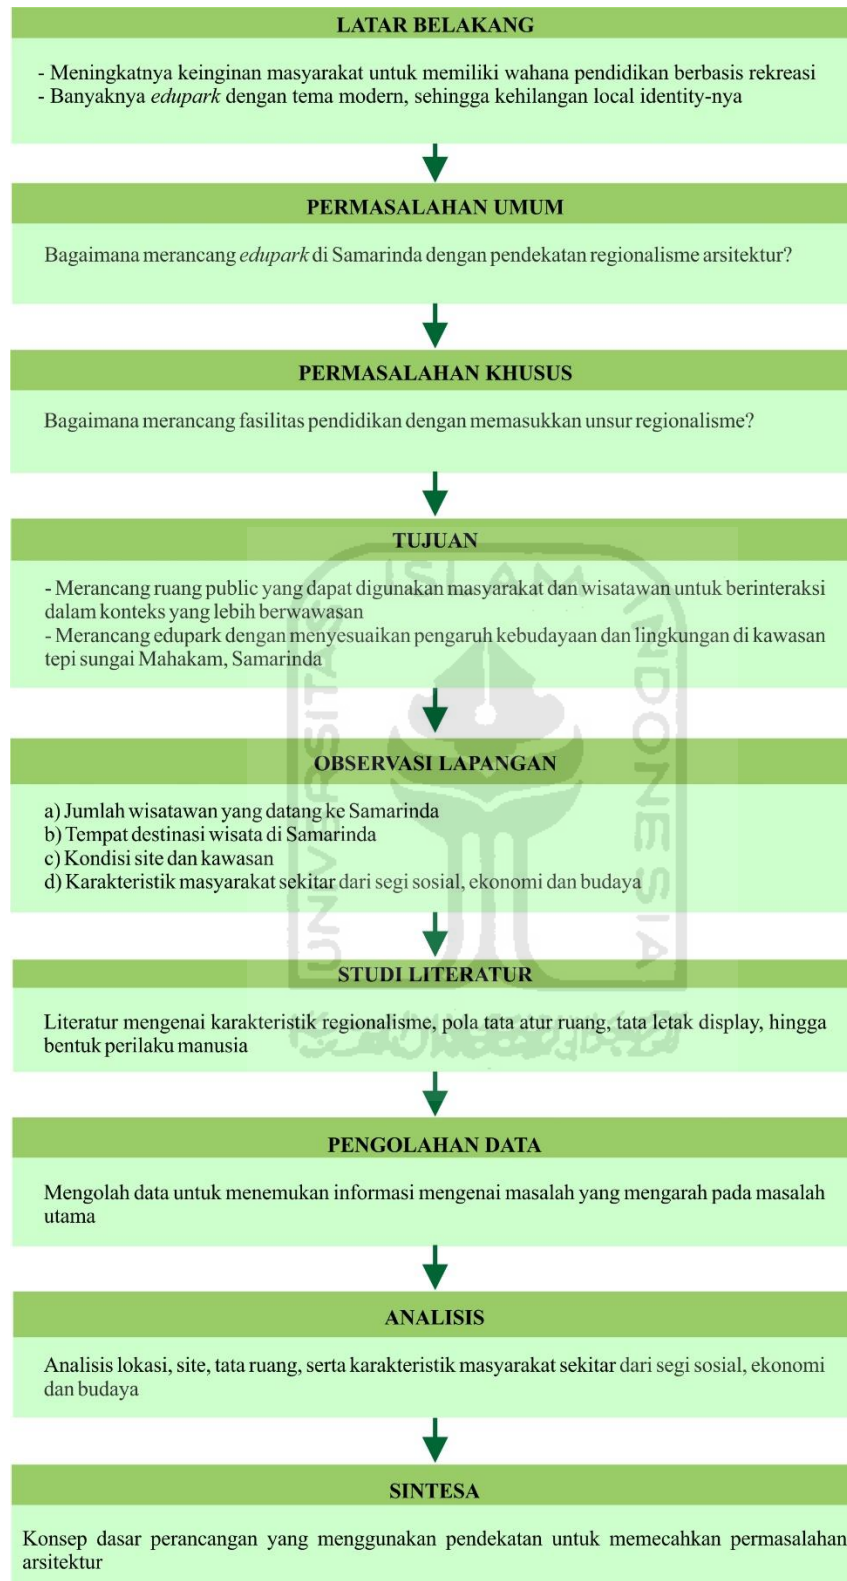 LATAR BELAKANG
- Meningkatnya keinginan masyarakat untuk memiliki wahana pendidikan berbasis rekreasi
- Banyaknya edupark dengan tema modern, sehingga kehilangan local identity-nya
PERMASALAHAN UMUM
Bagaimana merancang edupark di Samarinda dengan pendekatan regionalisme arsitektur?
PERMASALAHAN KHUSUS
Bagaimana merancang fasilitas pendidikan dengan memasukkan unsur regionalisme?
TUJUAN
- Merancang ruang public yang dapat digunakan masyarakat dan wisatawan untuk berinteraksi
dalam konteks yang lebih berwawasan
- Merancang edupark dengan menyesuaikan pengaruh kebudayaan dan lingkungan di kawasan
tepi sungai Mahakam, Samarinda
OBSERVASI LAPANGAN
a) Jumlah wisatawan yang datang ke Samarinda
b) Tempat destinasi wisata di Samarinda
c) Kondisi site dan kawasan
d) Karakteristik masyarakat sekitar dari segi sosial, ekonomi dan budaya
STUDI LITERATUR
Literatur mengenai karakteristik regionalisme, pola tata atur ruang, tata letak display, hingga
bentuk perilaku manusia
PENGOLAHAN DATA
Mengolah data untuk menemukan informasi mengenai masalah yang mengarah pada masalah
utama
ANALISIS
Analisis lokasi, site, tata ruang, serta karakteristik masyarakat sekitar dari segi sosial, ekonomi
dan budaya
SINTESA
Konsep dasar perancangan yang menggunakan pendekatan untuk memecahkan permasalahan
arsitektur
UNIVERSITAS
ISLAM
INDONESIA